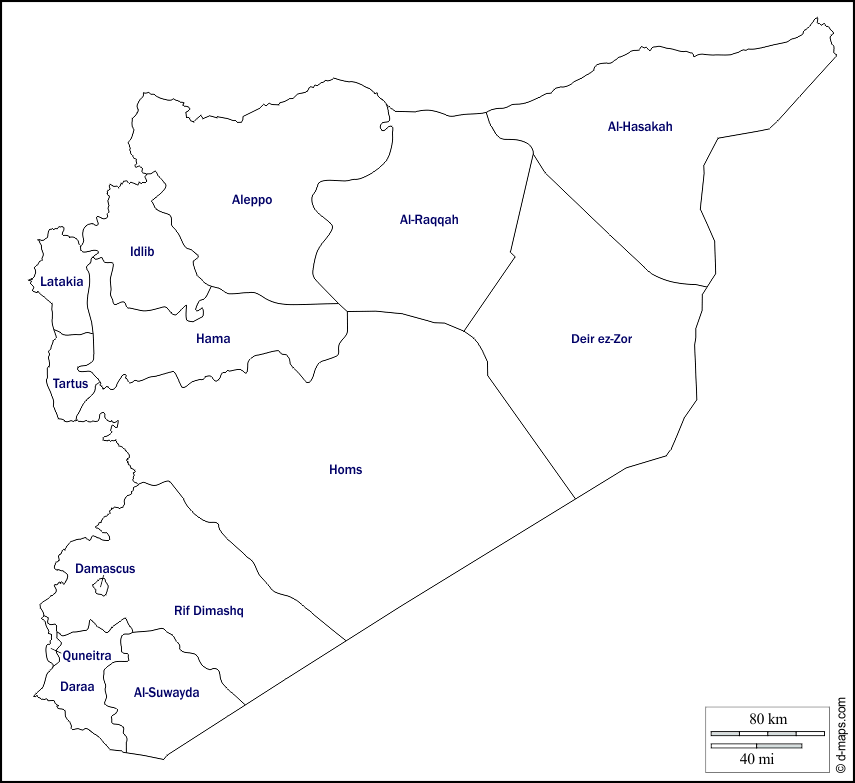 Al-Hasakah
Aleppo
Al-Raqqah
Idlib
Latakia
Hama
Deir ez-Zor
Tartus
Homs
Damascus
Rif Dimashq
Quneitra
Daraa
Al-Suwayda
80 km
40 mi
© d-maps.com